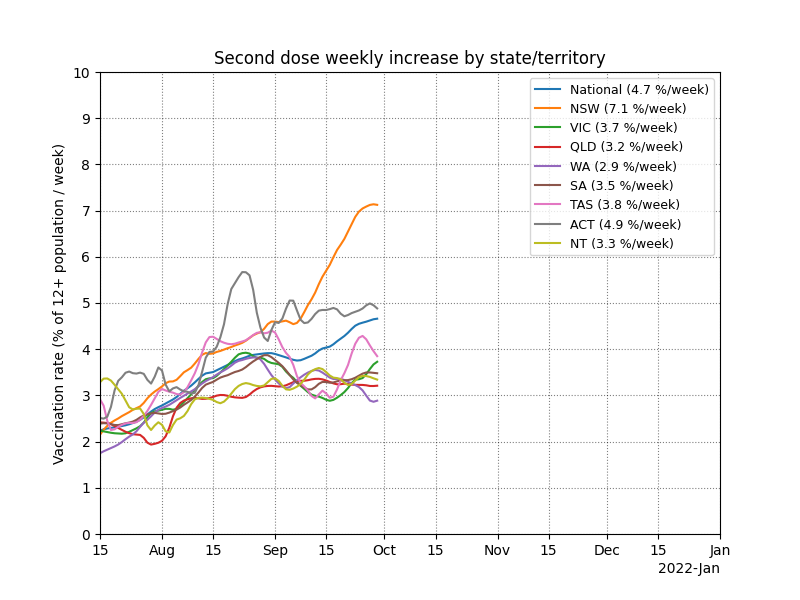 Second dose weekly increase by state/territory
Vaccination rate (% of 12+ population / week)
10
9
8
7
6
5
4
3
2
1
0
National (4.7 %/week)
NSW (7.1 %/week)
VIC (3.7 %/week)
QLD (3.2 %/week)
WA (2.9 %/week)
SA (3.5 %/week)
TAS (3.8 %/week)
ACT (4.9 %/week)
NT (3.3 %/week)
15 Aug 15 Sep 15 Oct 15 Nov 15 Dec 15 Jan
2022-Jan